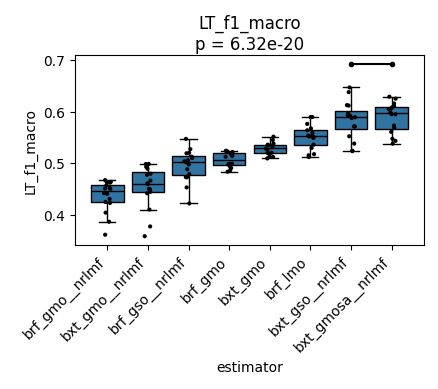 LT_f1_macro
p = 6.32e-20
0.7
0.6
0.5
0.4
LT_f1_macro
brf_gmo__nrlmf
bxt_gmo__nrlmf
brf_gso__nrlmf
brf_gmo
bxt_gmo
brf_lmo
bxt_gso__nrlmf
bxt_gmosa__nrlmf
estimator